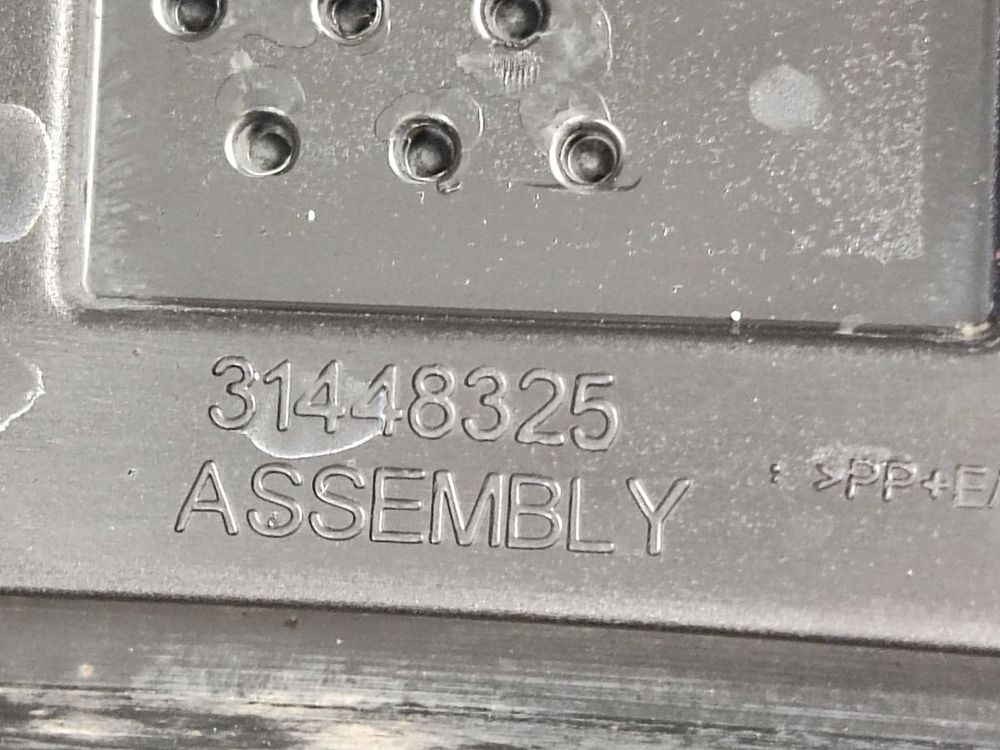 31448325
ASSEMBLY
: >PP+E/